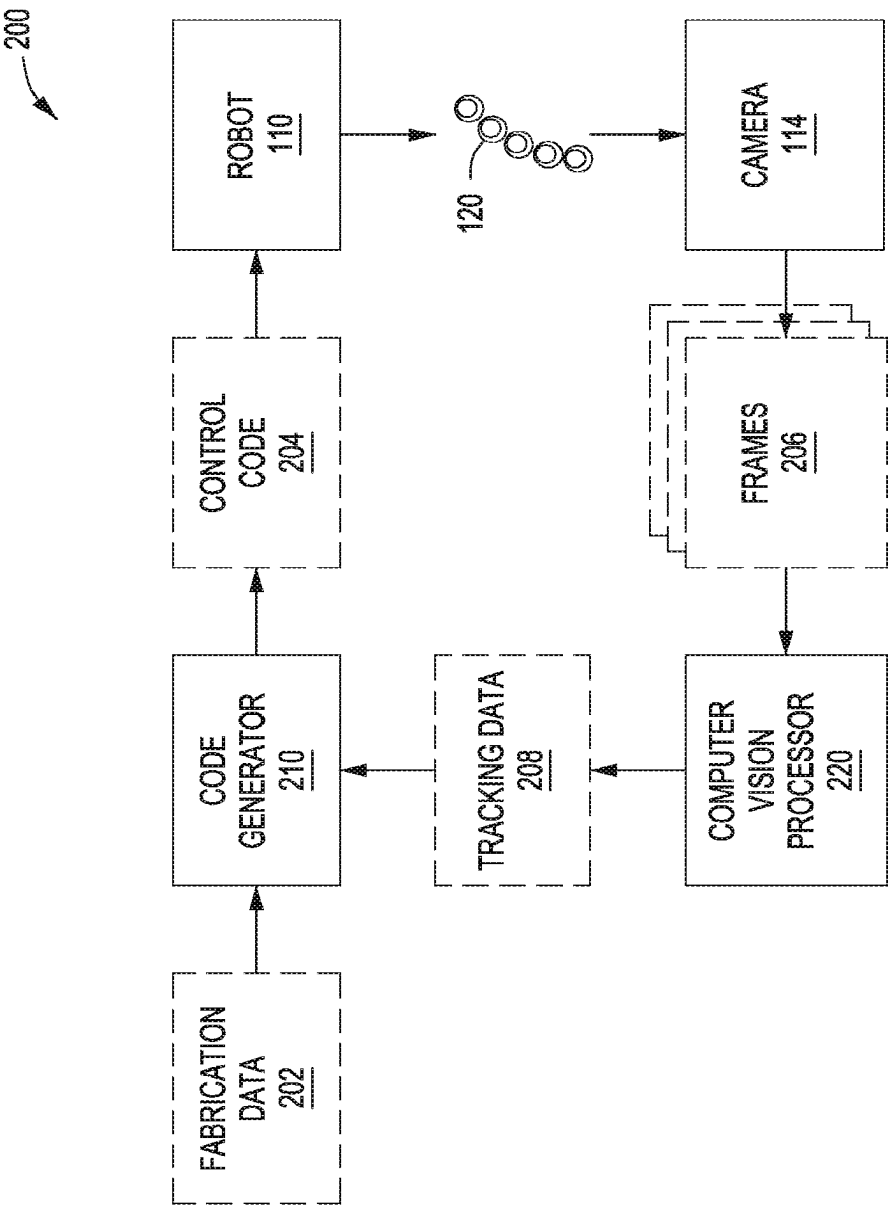 200
FABRICATION
DATA
202
CODE
GENERATOR
210
CONTROL
CODE
204
ROBOT
110
120
TRACKING DATA
208
COMPUTER
VISION
PROCESSOR
220
FRAMES
206
CAMERA
114